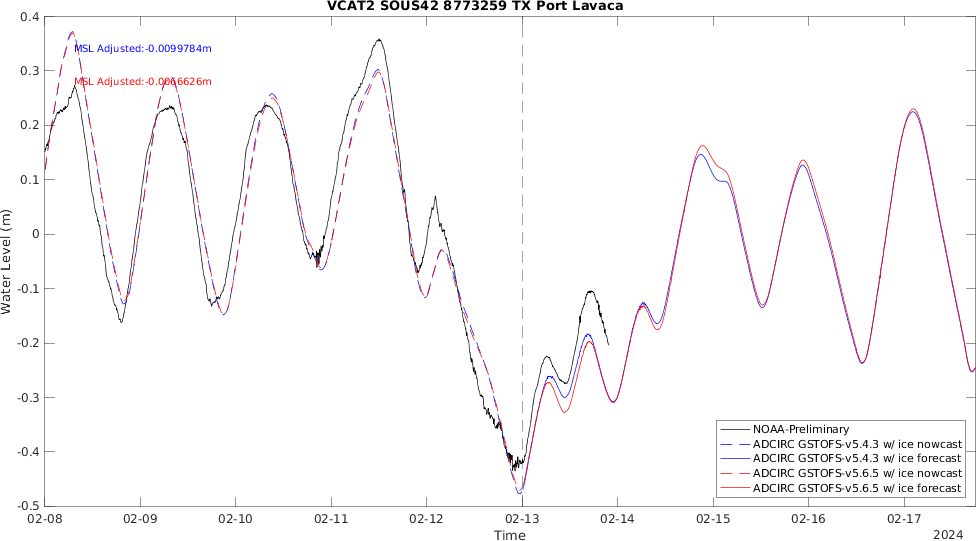 VCAT2 SOUS42 8773259 TX Port Lavaca
0.4
0.3
0.2
0.1
0
-0.1
-0.2
-0.3
-0.4
-0.5
Water Level (m)
MSL Adjusted:-0.0099784m
MSL Adjusted:-0.0066626m
NOAA-Preliminary
ADCIRC GSTOFS-v5.4.3 w/ ice nowcast
ADCIRC GSTOFS-v5.4.3 w/ ice forecast
ADCIRC GSTOFS-v5.6.5 w/ ice nowcast
ADCIRC GSTOFS-v5.6.5 w/ ice forecast
02-08 02-09 02-10 02-11 02-12 02-13 02-14 02-15 02-16 02-17
Time
2024